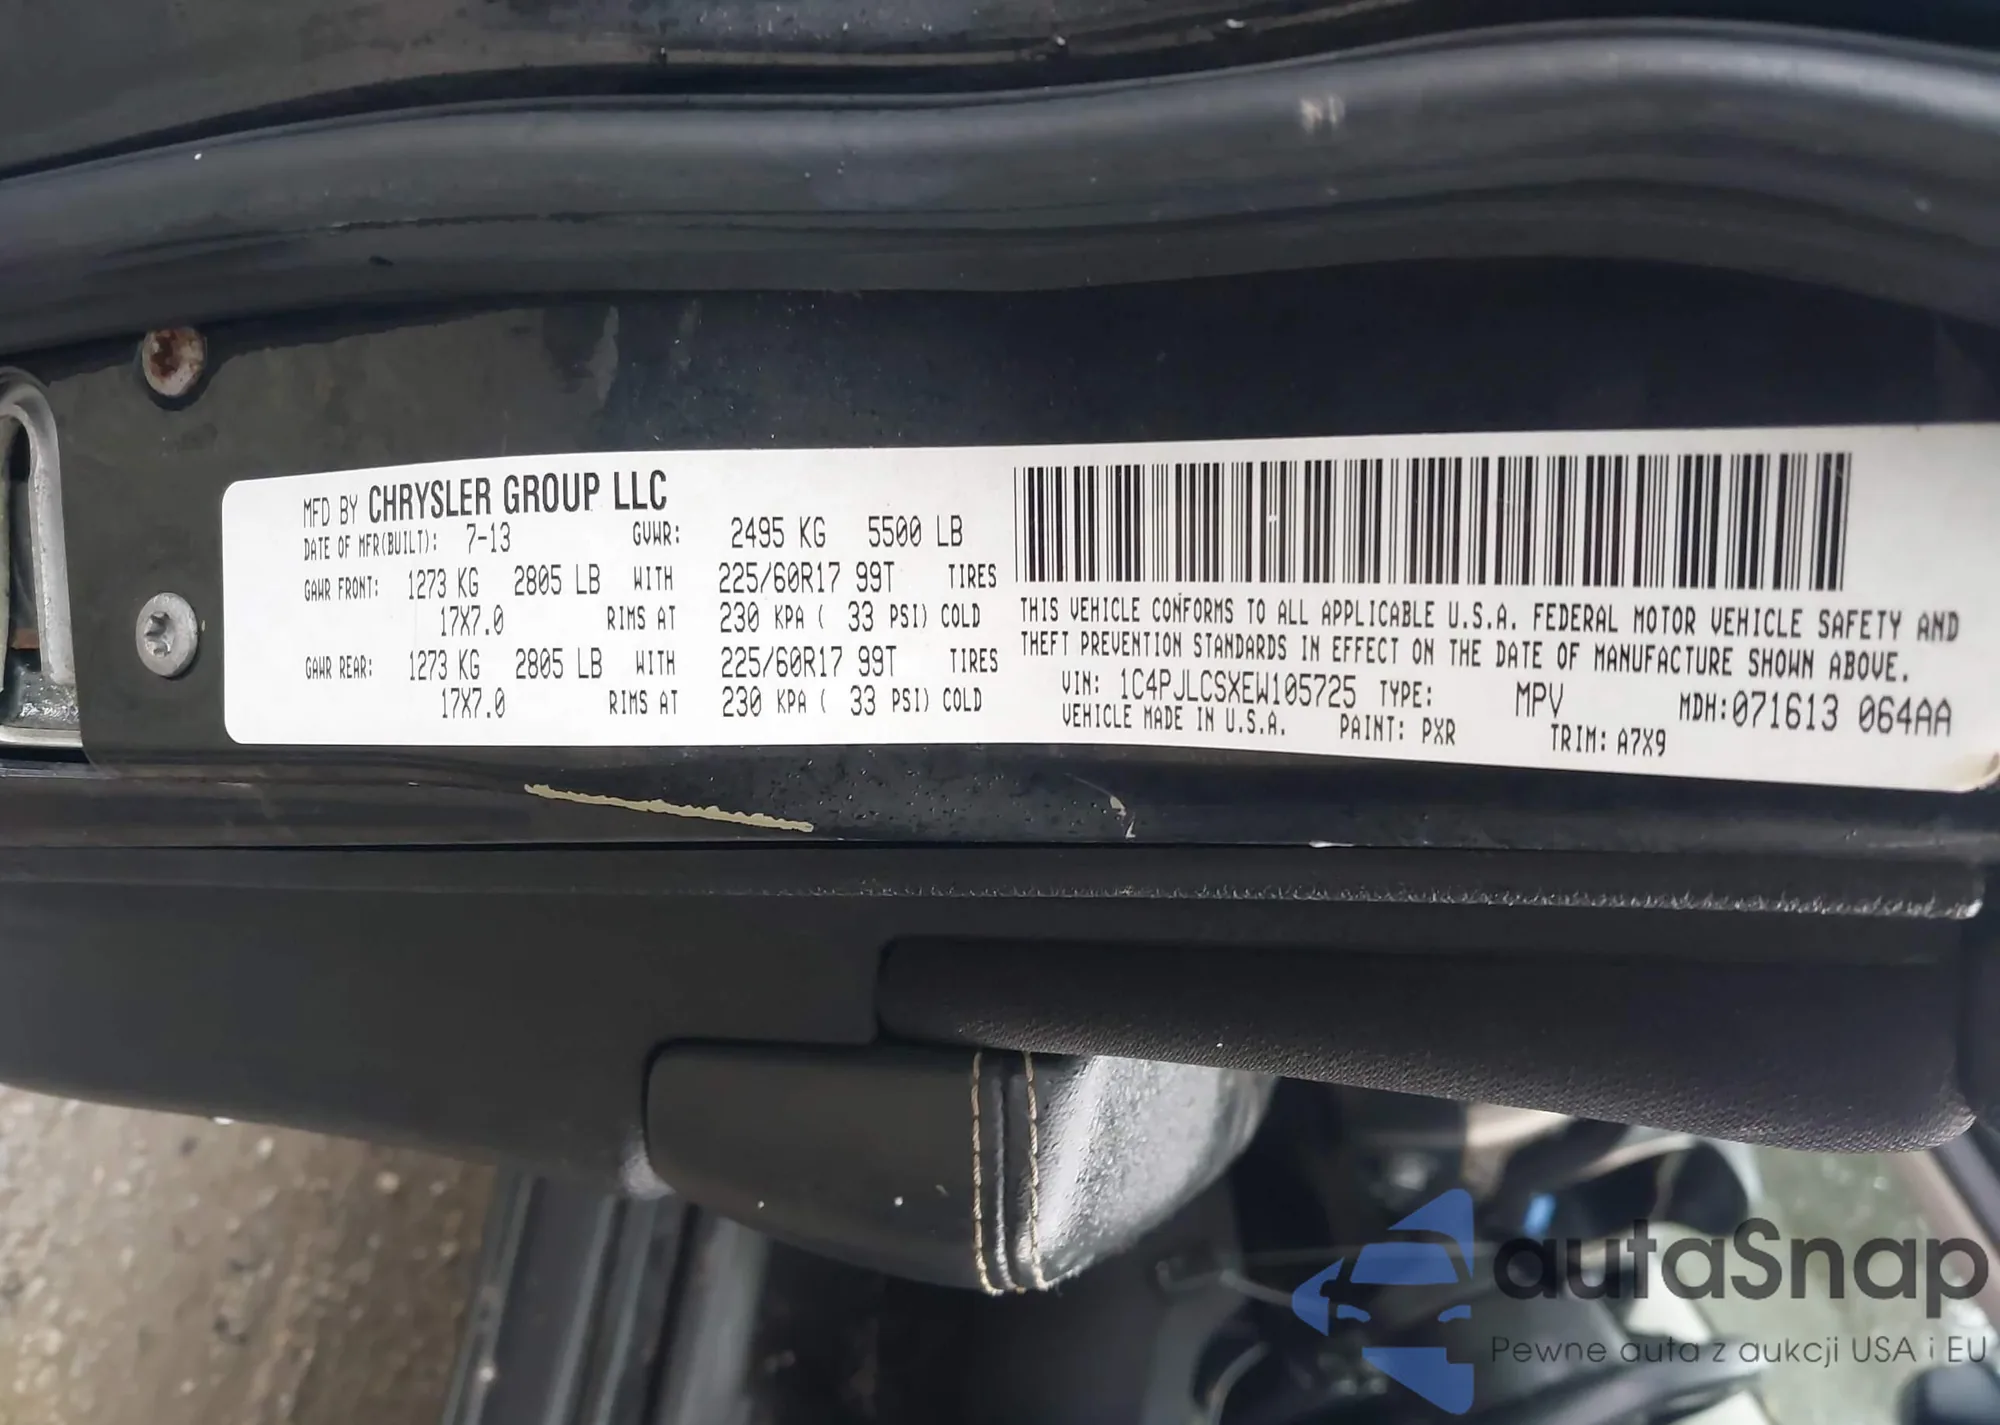 MFD BY CHRYSLER GROUP LLC
DATE OF MFR(BUILT): 7-13 GVWR: 2495 KG 5500 LB
GAWR FRONT: 1273 KG 2805 LB WITH 225/60R17 99T TIRES
17X7.0 RIMS AT 230 KPA ( 33 PSI) COLD
GAWR REAR: 1273 KG 2805 LB WITH 225/60R17 99T TIRES
17X7.0 RIMS AT 230 KPA ( 33 PSI) COLD
THIS VEHICLE CONFORMS TO ALL APPLICABLE U.S.A. FEDERAL MOTOR VEHICLE SAFETY AND
THEFT PREVENTION STANDARDS IN EFFECT ON THE DATE OF MANUFACTURE SHOWN ABOVE.
VIN: 1C4PJLCSXEW105725 TYPE: MPV MDH:071613 064AA
VEHICLE MADE IN U.S.A. PAINT: PXR TRIM: A7X9
autaSnap
Pewne auta z aukcji USA i EU